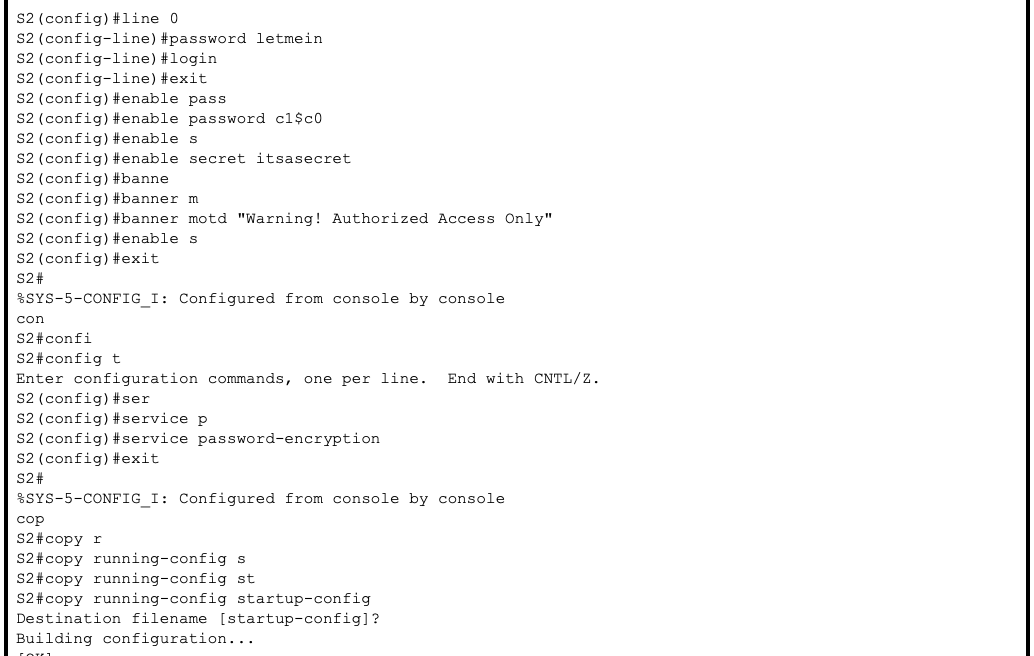 S2(config)#line 0
S2(config-line)#password letmein
S2(config-line)#login
S2(config-line)#exit
S2(config)#enable pass
S2(config)#enable password c1$c0
S2(config)#enable s
S2(config)#enable secret itsasecret
S2(config)#banne
S2(config)#banner m
S2(config)#banner motd "Warning! Authorized Access Only"
S2(config)#enable s
S2(config)#exit
S2#
%SYS-5-CONFIG_I: Configured from console by console
con
S2#confi
S2#config t
Enter configuration commands, one per line.  End with CNTL/Z.
S2(config)#ser
S2(config)#service p
S2(config)#service password-encryption
S2(config)#exit
S2#
%SYS-5-CONFIG_I: Configured from console by console
cop
S2#copy r
S2#copy running-config s
S2#copy running-config st
S2#copy running-config startup-config
Destination filename [startup-config]?
Building configuration...
[OK]